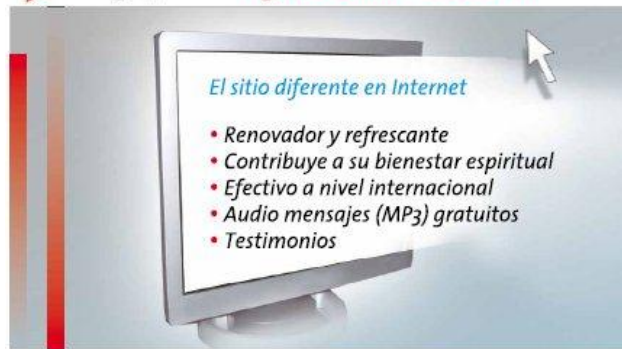 El sitio diferente en Internet
• Renovador y refrescante
• Contribuye a su bienestar espiritual
• Efectivo a nivel internacional
• Audio mensajes (MP3) gratuitos
• Testimonios